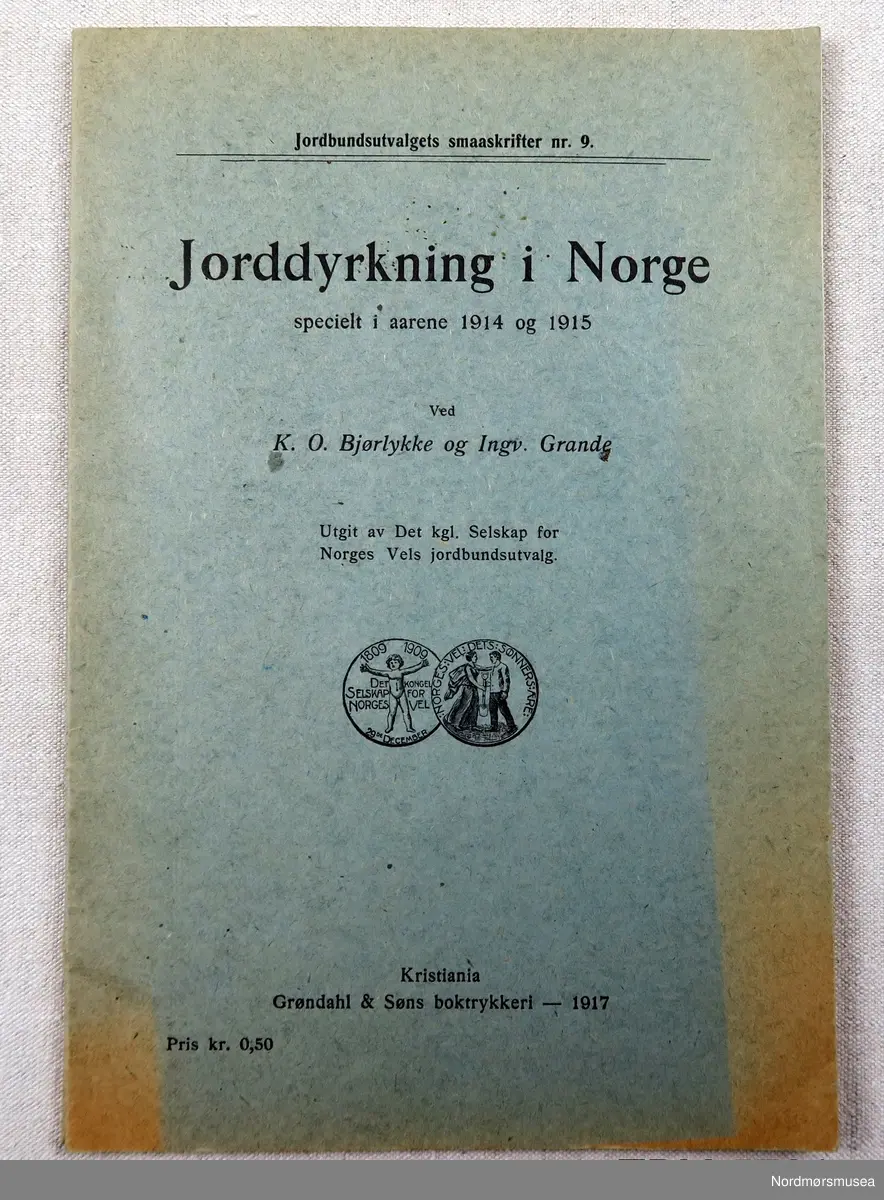 Jordbundsutvalgets smaaskrifter nr. 9.
Jorddyrkning i Norge
specielt i aarene 1914 og 1915
Ved
K. O. Bjørlykke og Ingv. Grande
Utgit av Det kgl. Selskap for
Norges Vels jordbundsutvalg.
1809 1909
DET KONGEL
SELSKAP FOR
NORGES VEL
29DE DECEMBER
NORGES:VEL:DETS:SØNNERS:ÆRE:
Kristiania
Grøndahl & Søns boktrykkeri — 1917
Pris kr. 0,50
Nordmørsmusea